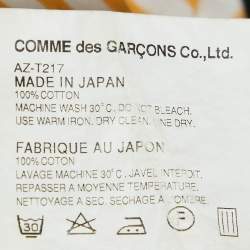 COMME des GARÇONS Co.,Ltd.
AZ-T217
MADE IN JAPAN
100% COTTON
MACHINE WASH 30°C, DO NOT BLEACH.
USE WARM IRON, DRY CLEAN, LINE DRY.
FABRIQUE AU JAPON
100% COTON
LAVAGE MACHINE 30°C, JAVEL INTERDIT.
REPASSER A MOYENNE TEMPERATURE.
NETTOYAGE A SEC, SECHAGE A L'OMBRE.
30